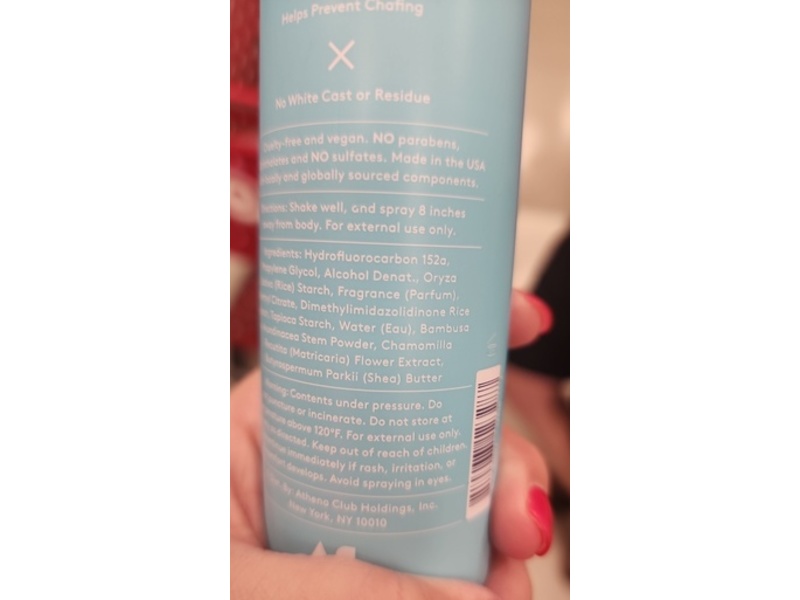 Helps Prevent Chafing
No White Cast or Residue
Cruelty-free and vegan. NO parabens,
and NO sulfates. Made in the USA
and globally sourced components.
Shake well, and spray 8 inches
from body. For external use only.
Ingredients: Hydrofluorocarbon 152a,
Glycol, Alcohol Denat., Oryza
(Rice) Starch, Fragrance (Parfum),
Citrate, Dimethylimidazolidinone Rice
Tapioca Starch, Water (Eau), Bambusa
Stem Powder, Chamomilla
(Matricaria) Flower Extract,
Parkii (Shea) Butter
Contents under pressure. Do
puncture or incinerate. Do not store at
above 120°F. For external use only.
directed. Keep out of reach of children.
immediately if rash, irritation, or
develops. Avoid spraying in eyes.
By: Athena Club Holdings, Inc.
New York, NY 10010